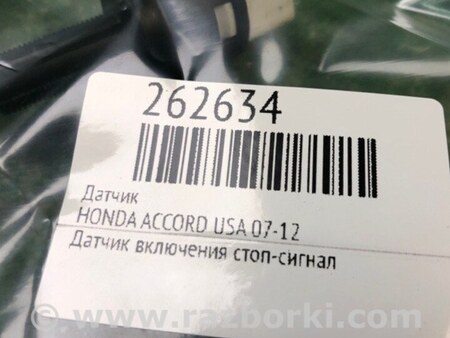 262634
Датчик
HONDA ACCORD USA 07-12
Датчик включения стоп-сигнал
© www.razborki.com